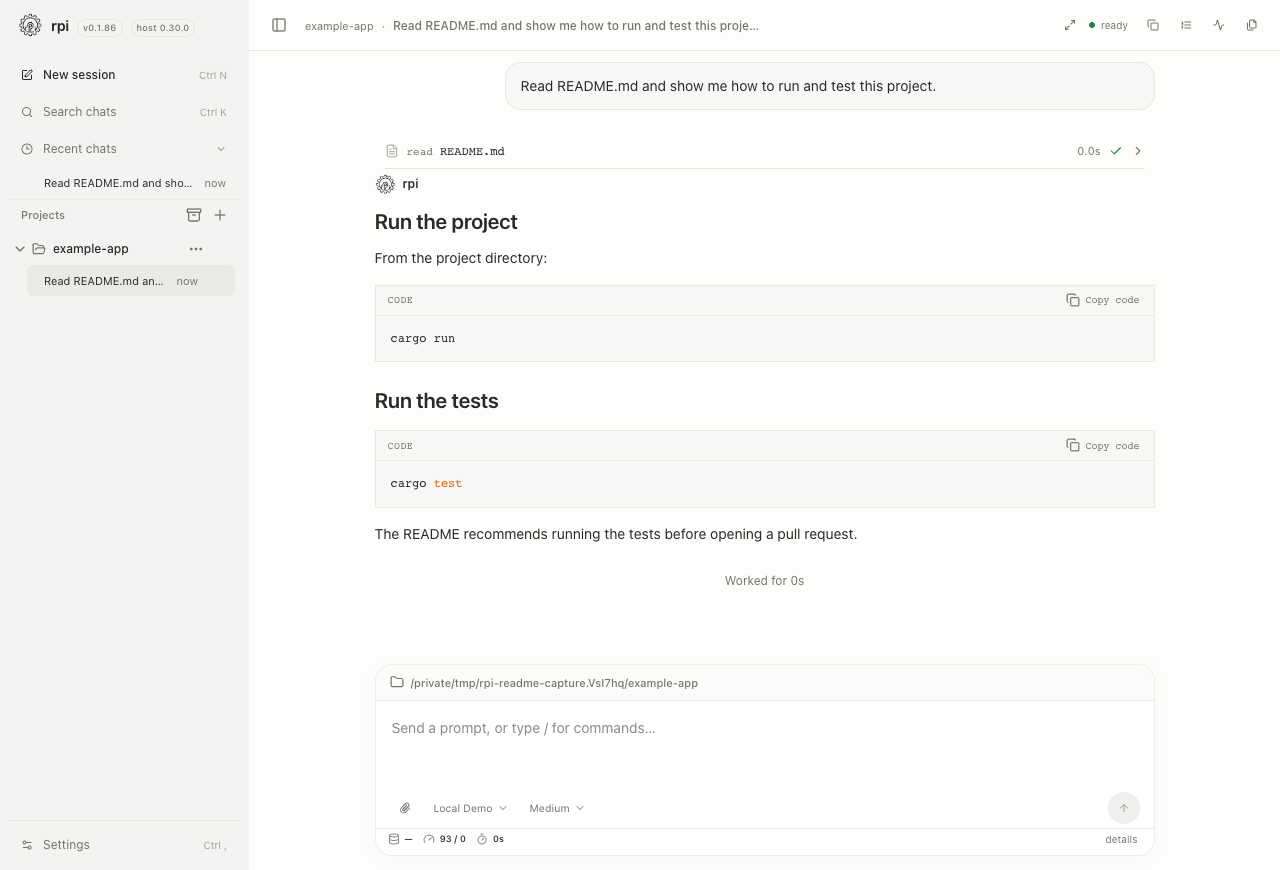 rpi v0.1.86 host 0.30.0
New session Ctrl N
Search chats Ctrl K
Recent chats
Read README.md and sho... now
Projects
example-app
Read README.md an... now
Settings Ctrl ,
example-app · Read README.md and show me how to run and test this proje...
ready
Read README.md and show me how to run and test this project.
read README.md 0.0s
rpi
Run the project
From the project directory:
CODE Copy code
cargo run
Run the tests
CODE Copy code
cargo test
The README recommends running the tests before opening a pull request.
Worked for 0s
/private/tmp/rpi-readme-capture.VsI7hq/example-app
Send a prompt, or type / for commands...
Local Demo Medium
– 93 / 0 0s details